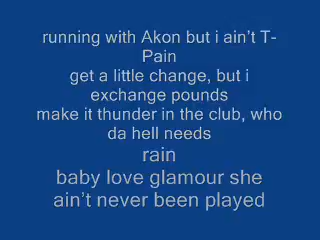 running with Akon but i ain't T-
Pain
get a little change, but i
exchange pounds
make it thunder in the club, who
da hell needs
rain
baby love glamour she
ain't never been played